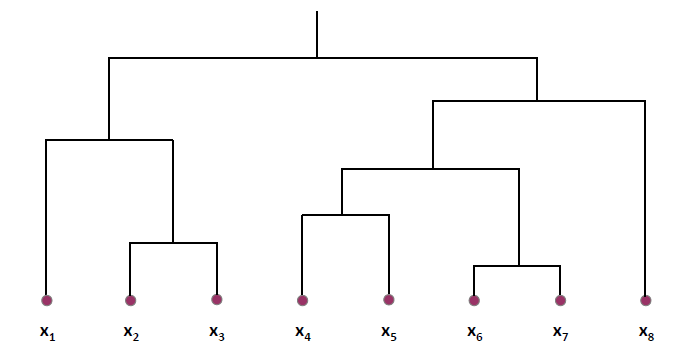 x₁ x₂ x₃ x₄ x₅ x₆ x₇ x₈